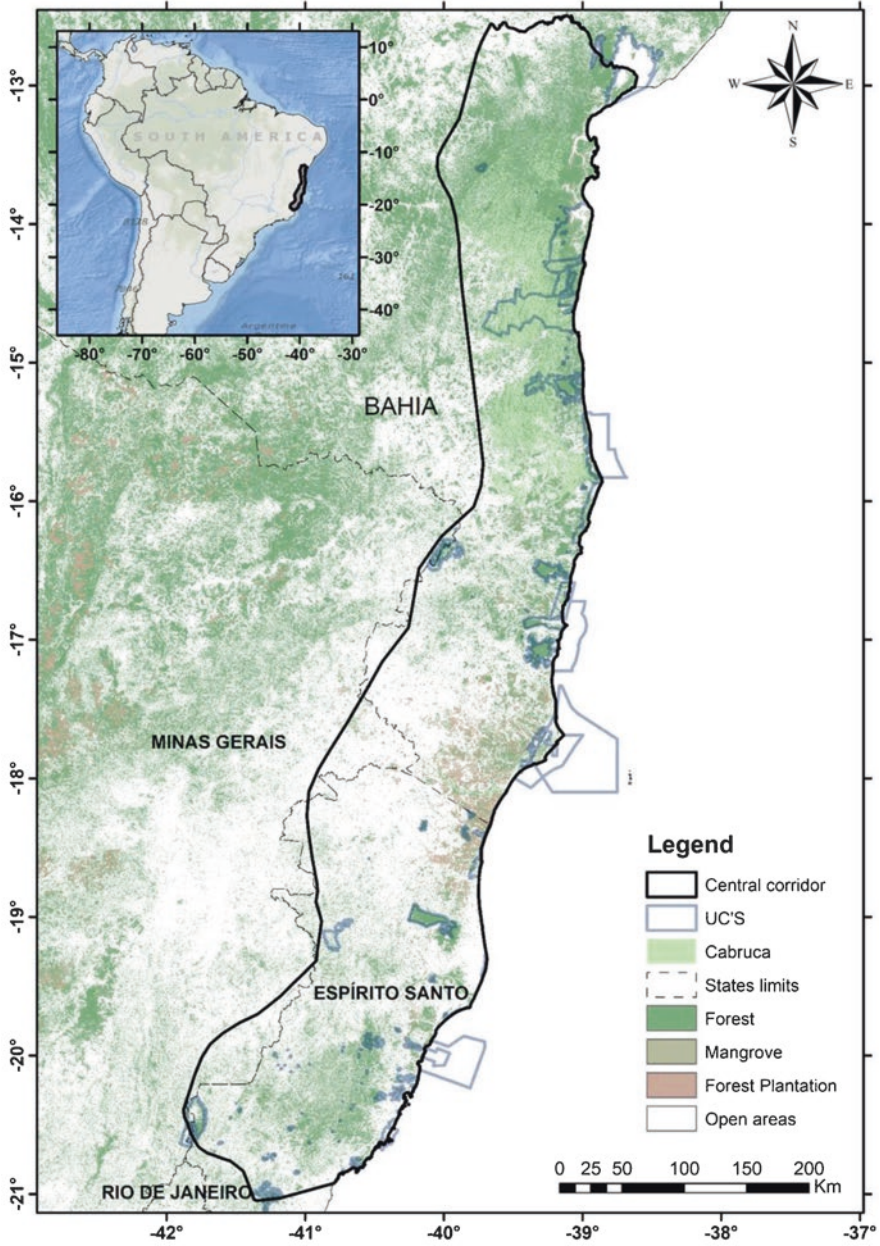 N
W
E
S
10°
0°
-10°
-20°
-30°
-40°
SOUTH AMERICA
Argentine
-80°
-70°
-60°
-50°
-40°
-30°
-13°
-14°
-15°
-16°
-17°
-18°
-19°
-20°
-21°
BAHIA
MINAS GERAIS
ESPÍRITO SANTO
RIO DE JANEIRO
Legend
Central corridor
UC'S
Cabruca
States limits
Forest
Mangrove
Forest Plantation
Open areas
0 25 50 100 150 200
Km
-42°
-41°
-40°
-39°
-38°
-37°